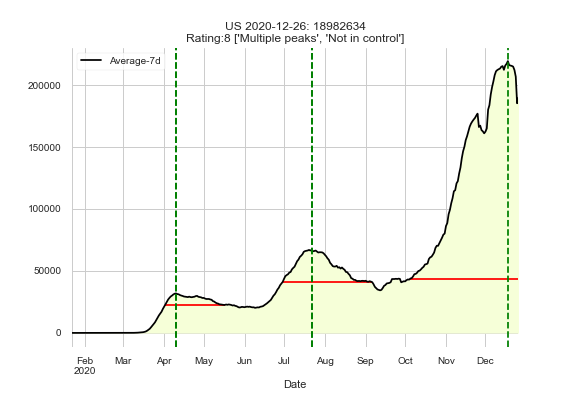 US 2020-12-26: 18982634
Rating:8 ['Multiple peaks', 'Not in control']
Average-7d
200000
150000
100000
50000
0
Feb Mar Apr May Jun Jul Aug Sep Oct Nov Dec
2020
Date